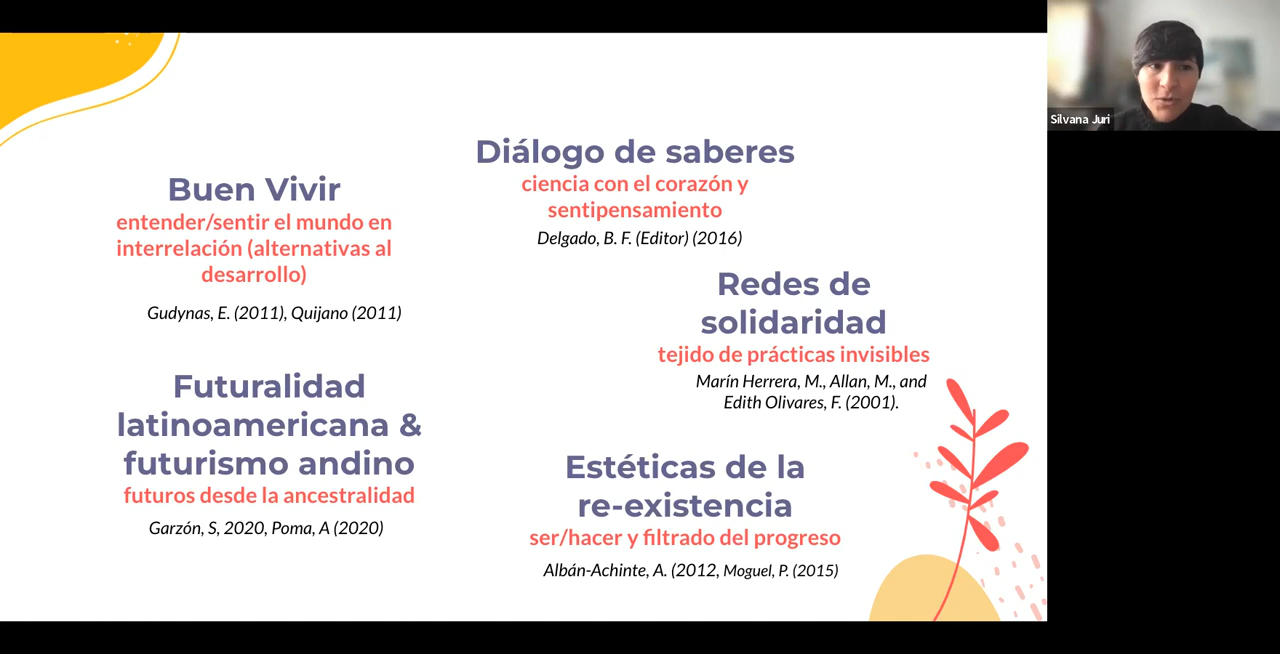 Buen Vivir
entender/sentir el mundo en
interrelación (alternativas al
desarrollo)
Gudynas, E. (2011), Quijano (2011)
Diálogo de saberes
ciencia con el corazón y
sentipensamiento
Delgado, B. F. (Editor) (2016)
Redes de
solidaridad
tejido de prácticas invisibles
Marín Herrera, M., Allan, M., and
Edith Olivares, F. (2001).
Futuralidad
latinoamericana &
futurismo andino
futuros desde la ancestralidad
Garzón, S, 2020, Poma, A (2020)
Estéticas de la
re-existencia
ser/hacer y filtrado del progreso
Albán-Achinte, A. (2012, Moguel, P. (2015)
Silvana Juri